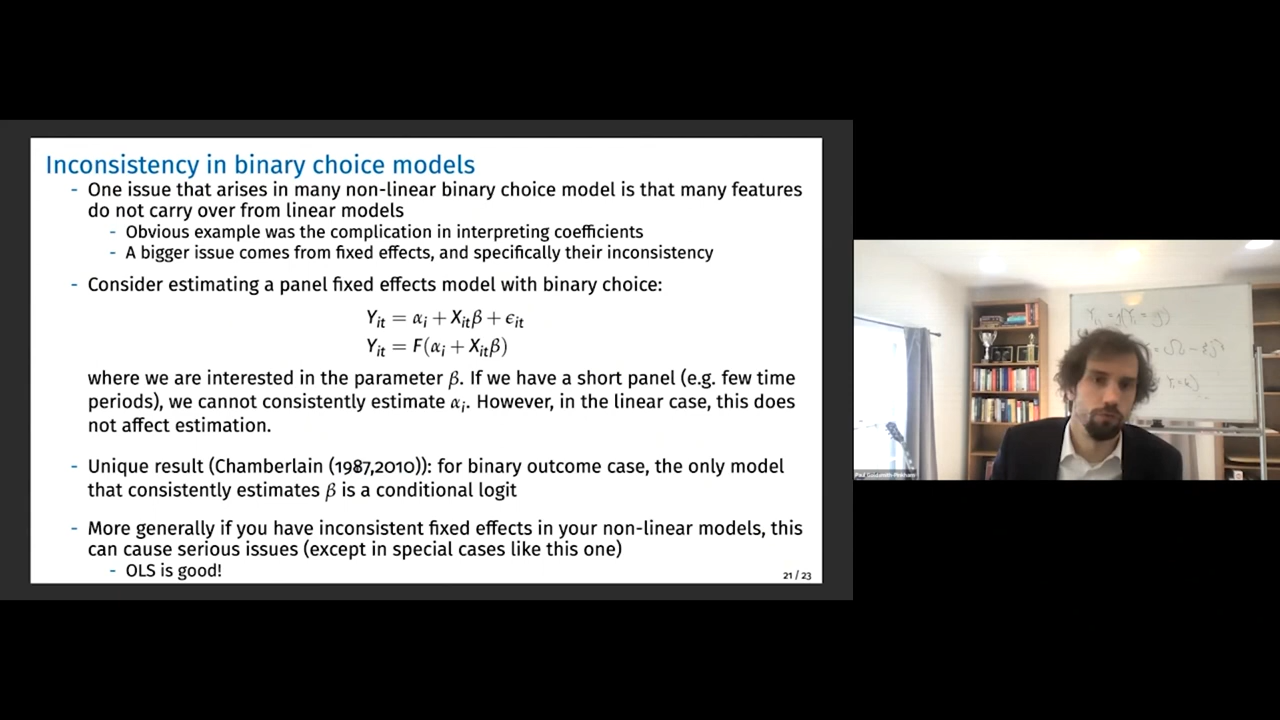 Inconsistency in binary choice models
- One issue that arises in many non-linear binary choice model is that many features
do not carry over from linear models
- Obvious example was the complication in interpreting coefficients
- A bigger issue comes from fixed effects, and specifically their inconsistency
- Consider estimating a panel fixed effects model with binary choice:
Y_it = α_i + X_it β + ϵ_it
Y_it = F(α_i + X_it β)
where we are interested in the parameter β. If we have a short panel (e.g. few time
periods), we cannot consistently estimate α_i. However, in the linear case, this does
not affect estimation.
- Unique result (Chamberlain (1987,2010)): for binary outcome case, the only model
that consistently estimates β is a conditional logit
- More generally if you have inconsistent fixed effects in your non-linear models, this
can cause serious issues (except in special cases like this one)
- OLS is good!
21 / 23
Paul Goldsmith-Pinkham